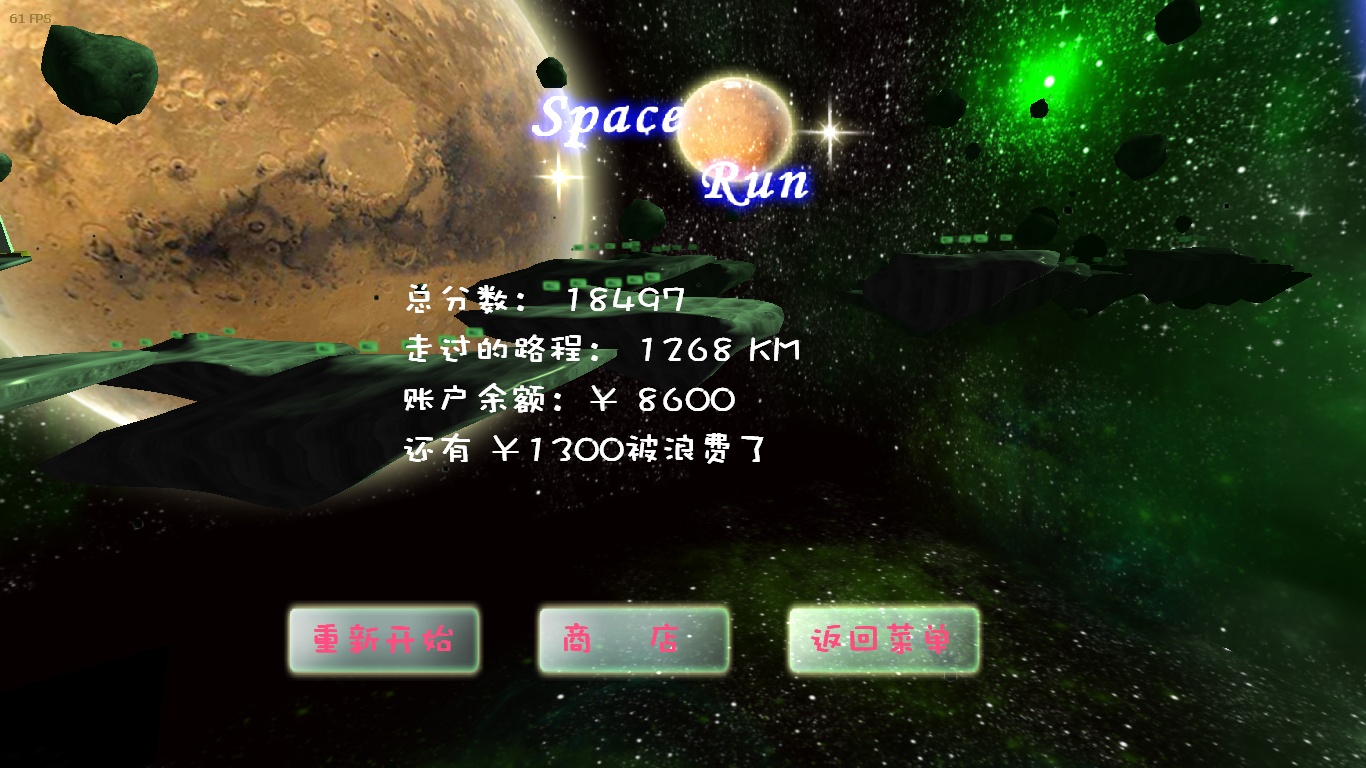 61 FPS
Space
Run
总分数： 18497
走过的路程： 1268 KM
账户余额：￥ 8600
还有 ￥1300被浪费了
重新开始
商 店
返回菜单